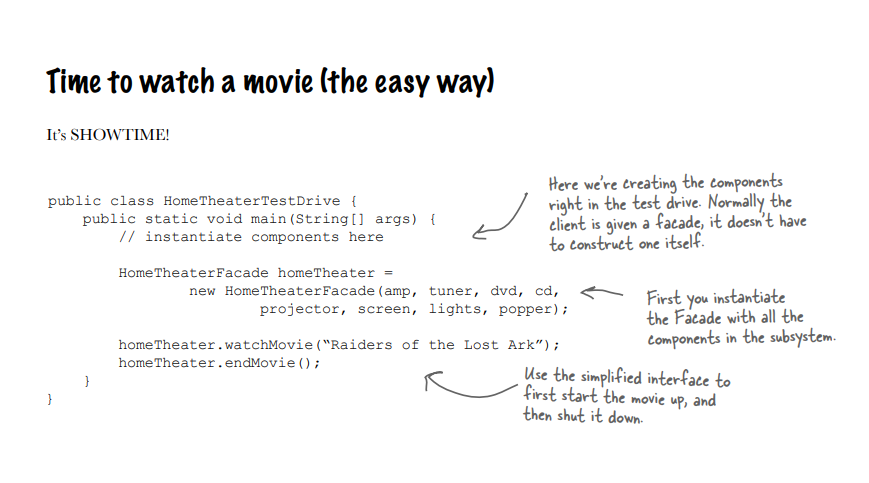 Time to watch a movie (the easy way)
It’s SHOWTIME!
public class HomeTheaterTestDrive {
    public static void main(String[] args) {
        // instantiate components here
        HomeTheaterFacade homeTheater =
                new HomeTheaterFacade(amp, tuner, dvd, cd,
                        projector, screen, lights, popper);
        homeTheater.watchMovie(“Raiders of the Lost Ark”);
        homeTheater.endMovie();
    }
}
Here we’re creating the components
right in the test drive. Normally the
client is given a facade, it doesn’t have
to construct one itself.
First you instantiate
the Facade with all the
components in the subsystem.
Use the simplified interface to
first start the movie up, and
then shut it down.